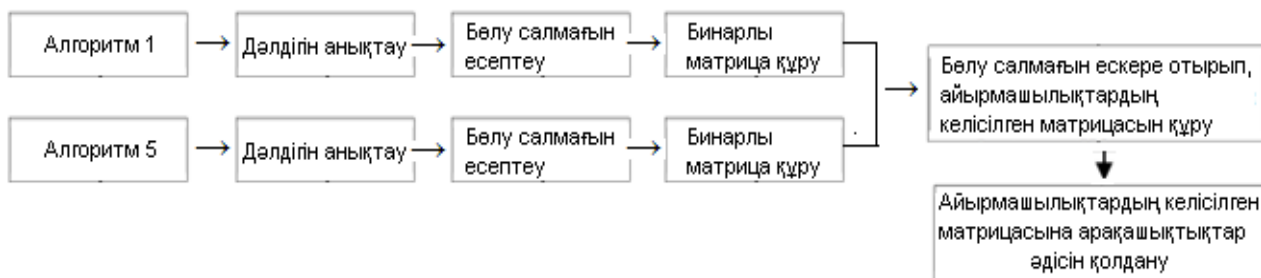 Алгоритм 1
Дәлдігін анықтау
Бөлу салмағын
есептеу
Бинарлы
матрица құру
Алгоритм 5
Дәлдігін анықтау
Бөлу салмағын
есептеу
Бинарлы
матрица құру
Бөлу салмағын ескере отырып,
айырмашылықтардың
келісілген матрицасын құру
Айырмашылықтардың келісілген
матрицасына арақашықтықтар
әдісін қолдану